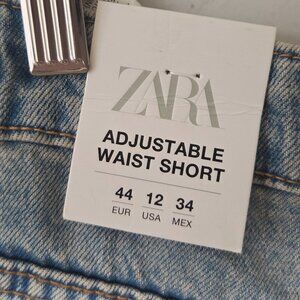 ZARA
ADJUSTABLE
WAIST SHORT
44 12 34
EUR USA MEX